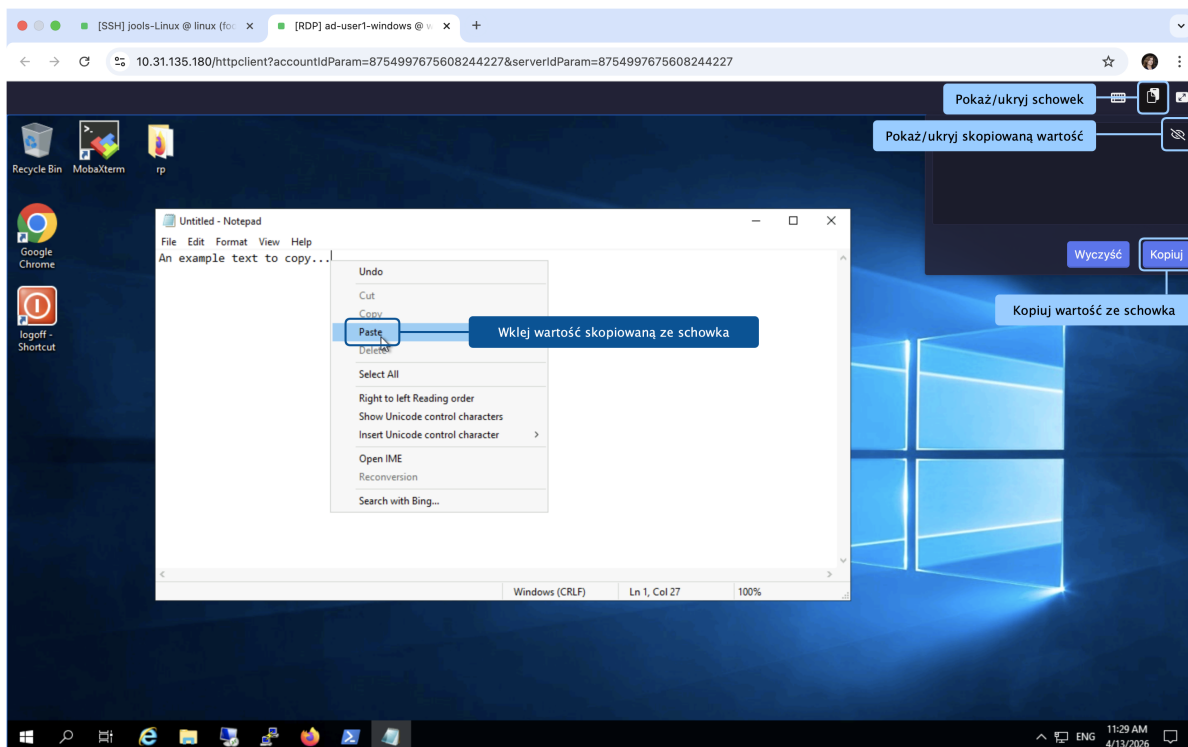 [SSH] jools-Linux @ linux (foc
[RDP] ad-user1-windows @ w
10.31.135.180/httpclient?accountIdParam=8754997675608244227&serverIdParam=8754997675608244227
Pokaż/ukryj schowek
Pokaż/ukryj skopiowaną wartość
Recycle Bin
MobaXterm
rp
Google
Chrome
logoff -
Shortcut
Wyczyść
Kopiuj
Kopiuj wartość ze schowka
Untitled - Notepad
File Edit Format View Help
An example text to copy...
Undo
Cut
Copy
Paste
Wklej wartość skopiowaną ze schowka
Delete
Select All
Right to left Reading order
Show Unicode control characters
Insert Unicode control character
Open IME
Reconversion
Search with Bing...
Windows (CRLF)
Ln 1, Col 27
100%
ENG
11:29 AM
4/13/2026